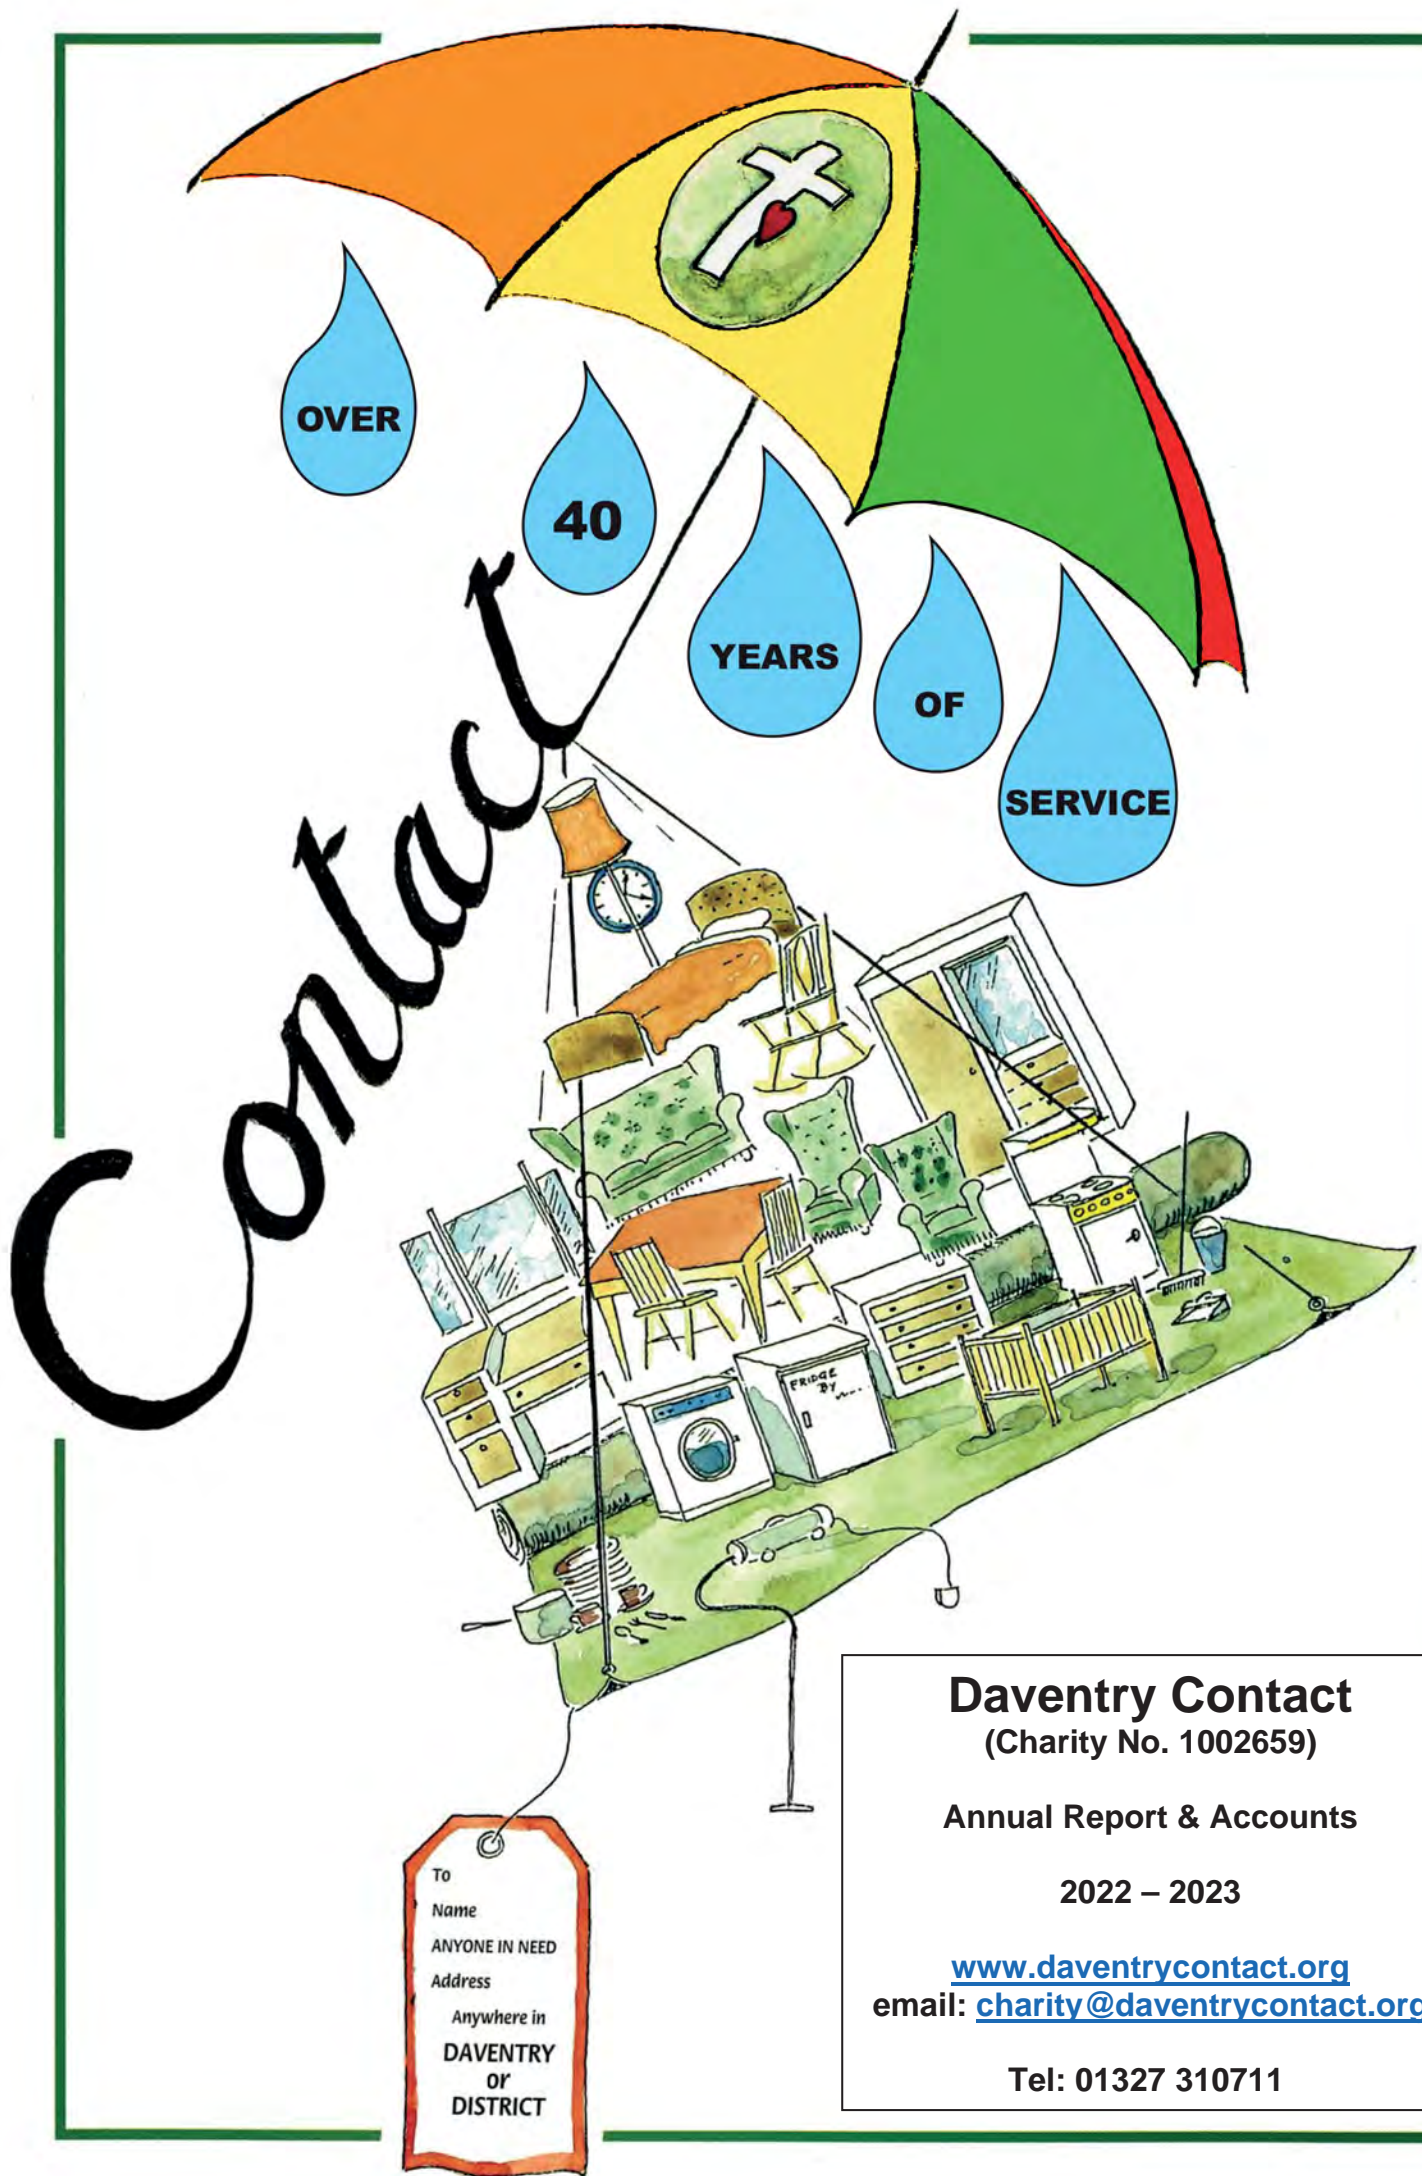 OVER
40
YEARS
OF
SERVICE
Contact
FRIDGE
BY
Daventry Contact
(Charity No. 1002659)
Annual Report & Accounts
2022 – 2023
www.daventrycontact.org
email: charity@daventrycontact.org
Tel: 01327 310711
To
Name
ANYONE IN NEED
Address
Anywhere in
DAVENTRY
or
DISTRICT